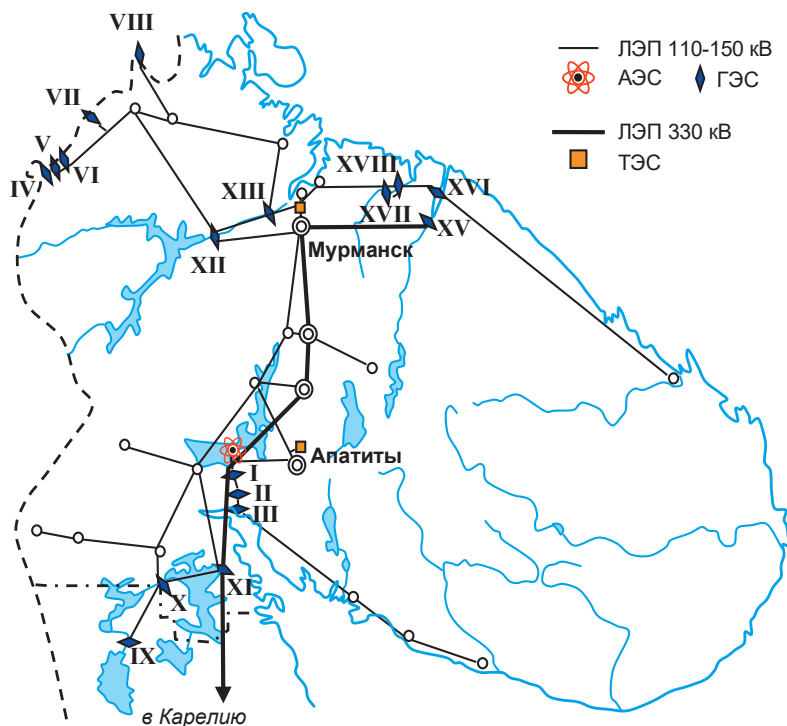 VIII
ЛЭП 110-150 кВ
АЭС
ГЭС
VII
ЛЭП 330 кВ
V
ТЭС
IV
VI
XVIII
XIII
XVI
XVII
XV
XII
Мурманск
Апатиты
I
II
III
XI
X
IX
в Карелию